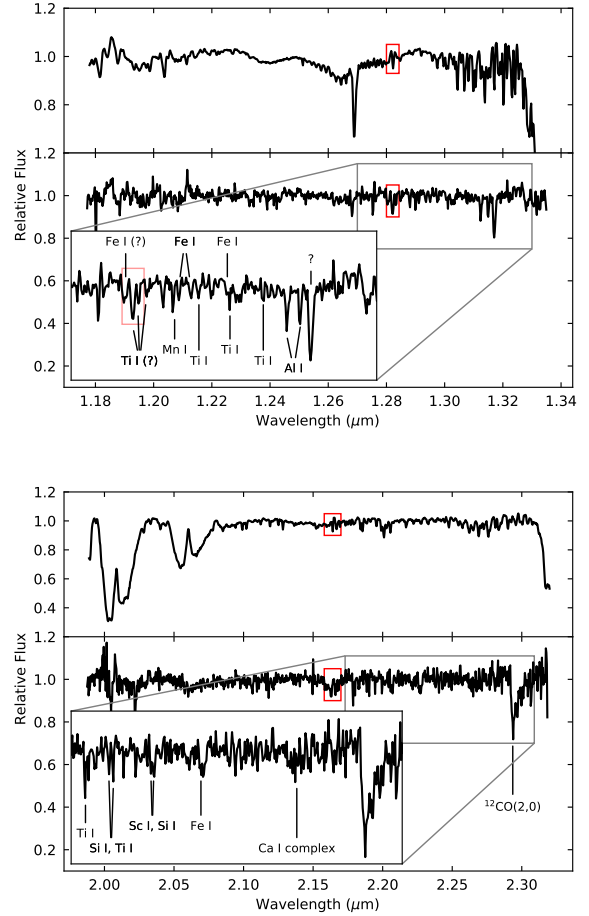 1.2
1.0
0.8
1.2
1.0
0.8
0.6
0.4
0.2
Relative Flux
Fe I (?)
Fe I
Fe I
?
Ti I (?)
Mn I
Ti I
Ti I
Ti I
Al I
1.18 1.20 1.22 1.24 1.26 1.28 1.30 1.32 1.34
Wavelength (μm)
1.2
1.0
0.8
0.6
0.4
1.2
1.0
0.8
0.6
0.4
0.2
Relative Flux
Ti I
Si I, Ti I
Sc I, Si I
Fe I
Ca I complex
¹²CO(2,0)
2.00 2.05 2.10 2.15 2.20 2.25 2.30
Wavelength (μm)